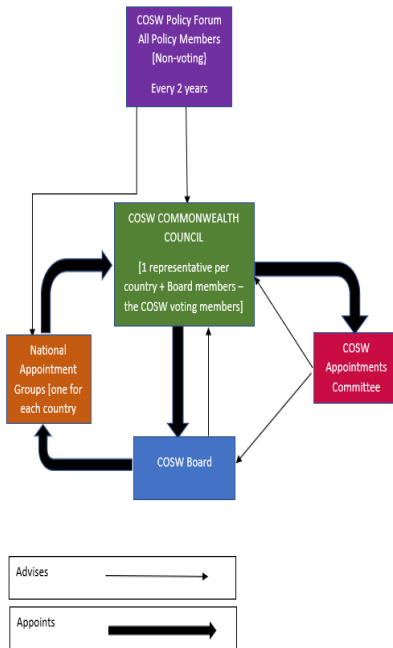 COSW Policy Forum
All Policy Members
[Non-voting}
Every 2 years
COSW COMMONWEALTH
COUNCIL
[1 representative per
country + Board members –
the COSW voting members]
National
Appointment
Groups [one for
each country
COSW
Appointments
Committee
COSW Board
Advises
Appoints